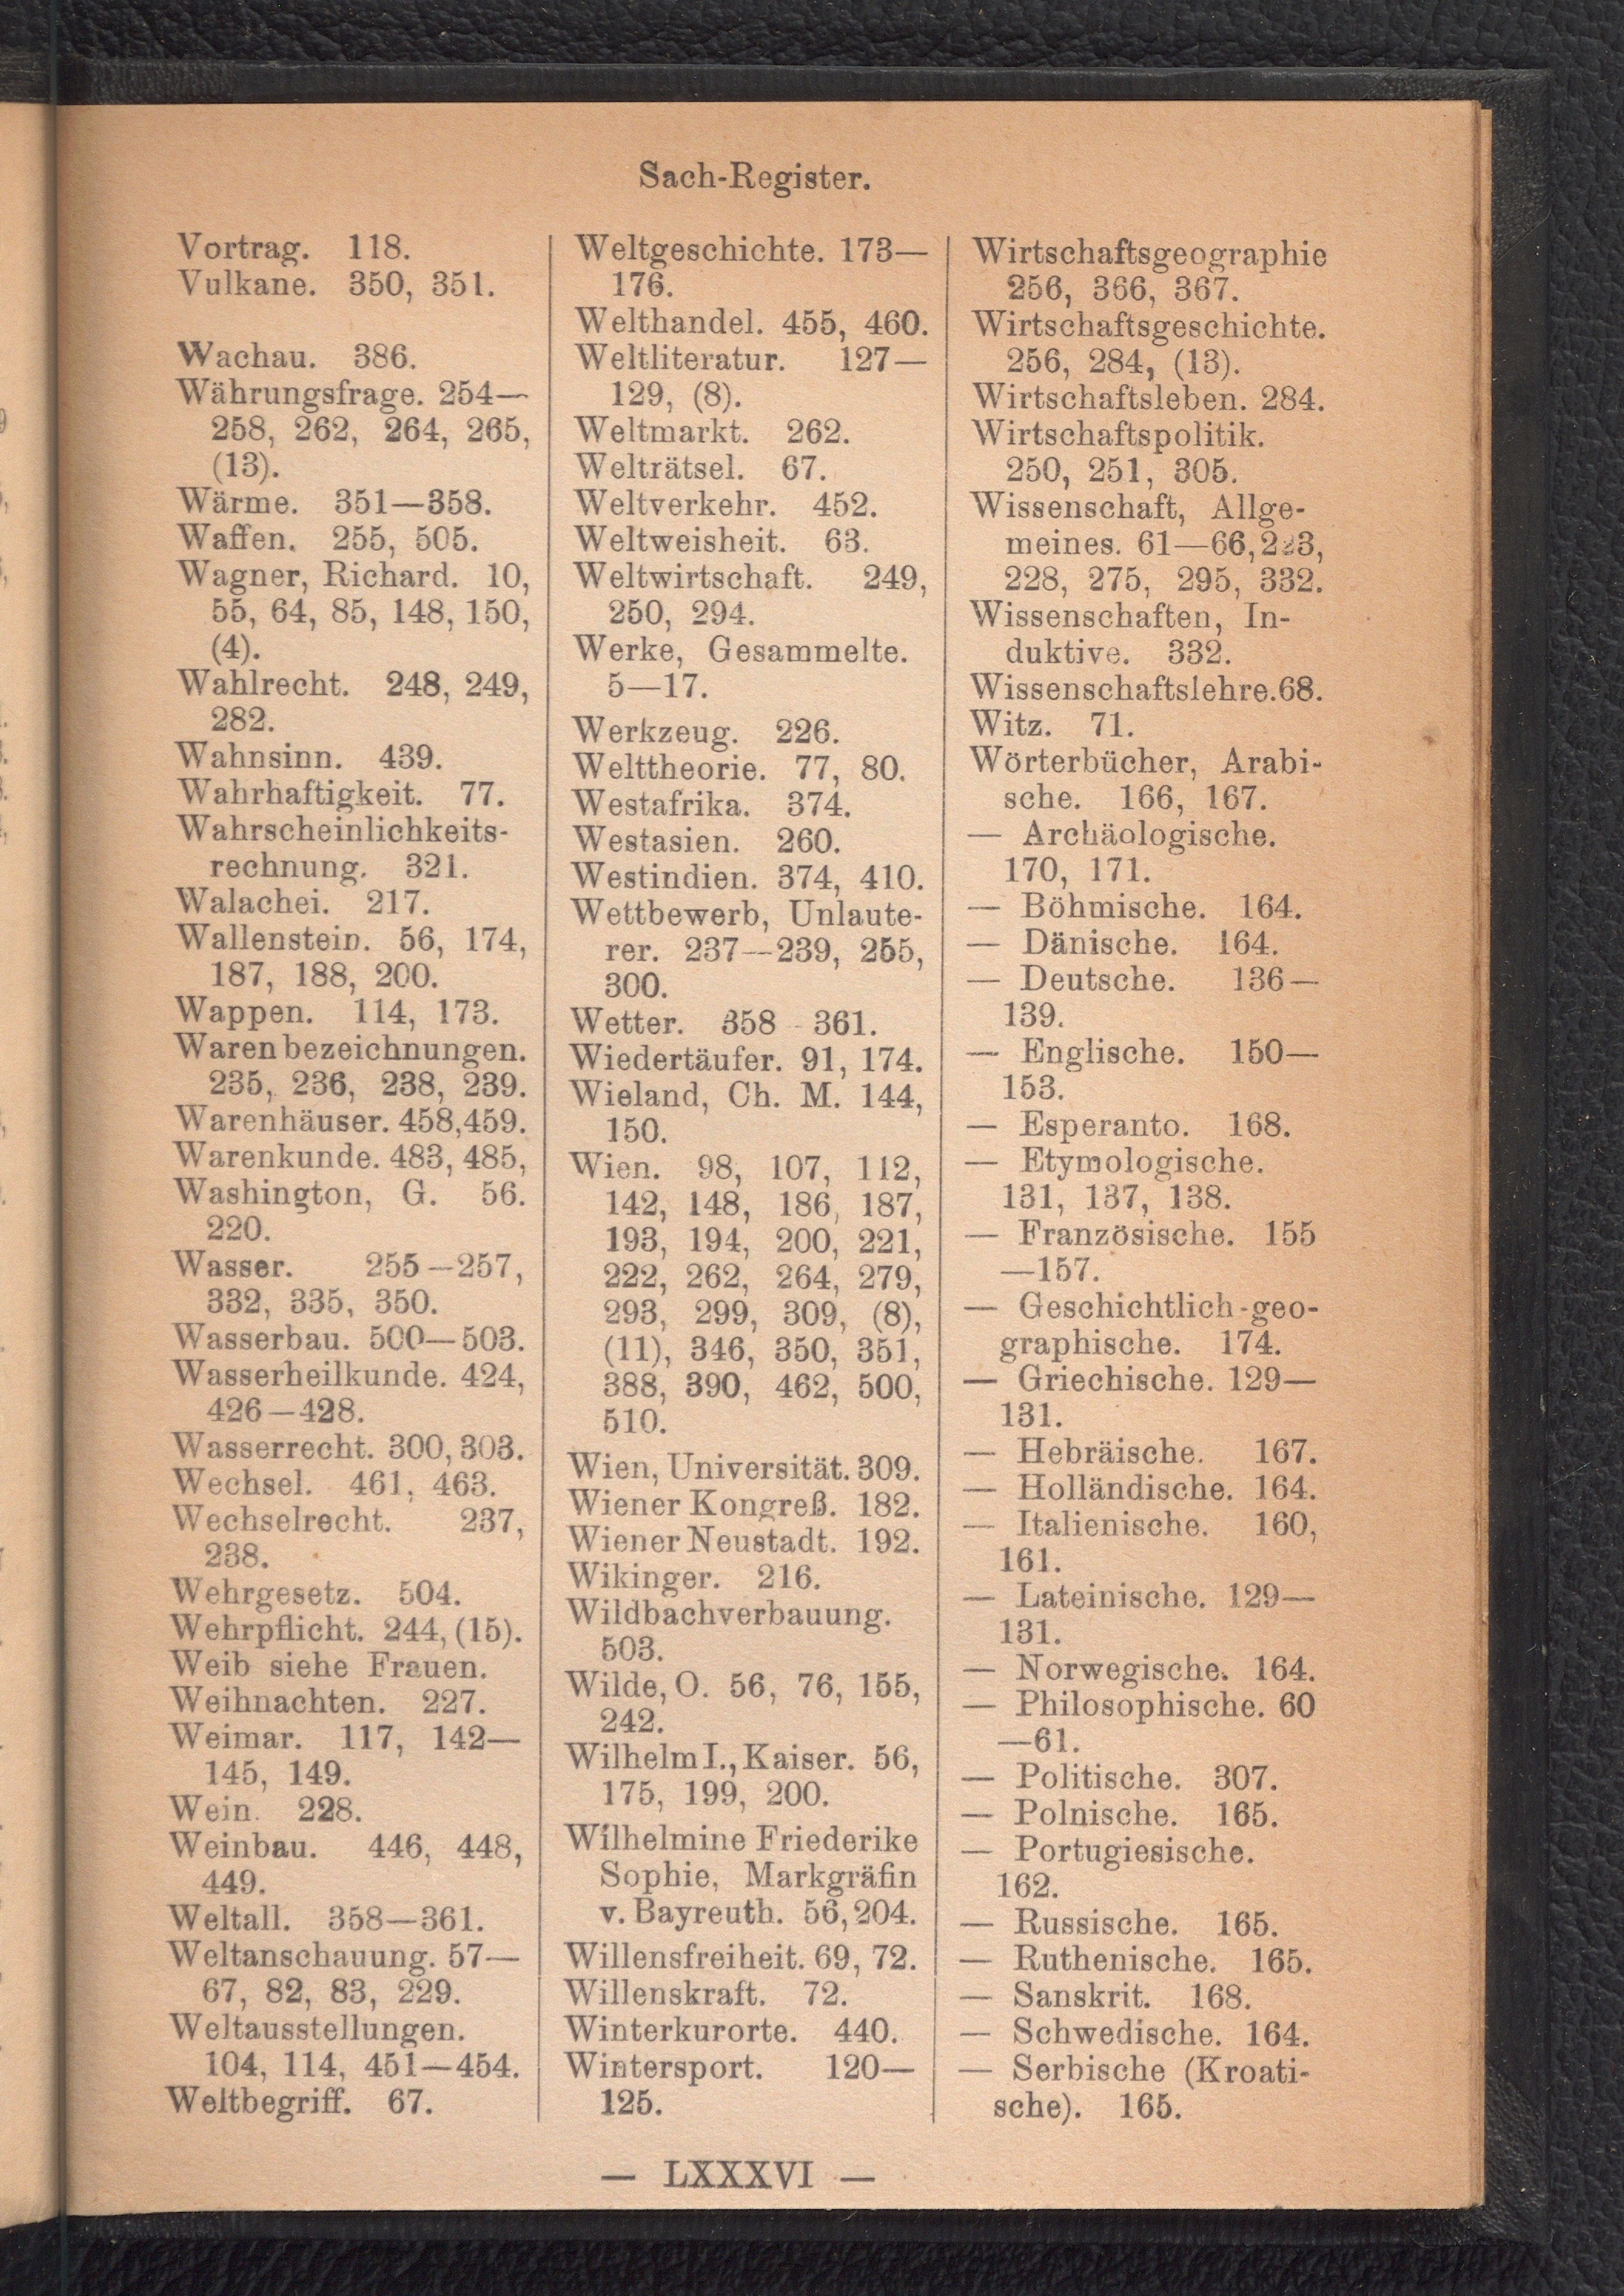 Sach-Register.
Vortrag. 118.
Vulkane. 350, 351.
Wachau. 386.
Währungsfrage. 254—
258, 262, 264, 265,
(13).
Wärme. 351—358.
Waffen. 255, 505.
Wagner, Richard. 10,
55, 64, 85, 148, 150,
(4).
Wahlrecht. 248, 249,
282.
Wahnsinn. 439.
Wahrhaftigkeit. 77.
Wahrscheinlichkeits-
rechnung. 321.
Walachei. 217.
Wallenstein. 56, 174,
187, 188, 200.
Wappen. 114, 173.
Warenbezeichnungen.
235, 236, 238, 239.
Warenhäuser. 458,459.
Warenkunde. 483, 485,
Washington, G. 56.
220.
Wasser. 255—257,
332, 335, 350.
Wasserbau. 500—503.
Wasserheilkunde. 424,
426—428.
Wasserrecht. 300, 303.
Wechsel. 461, 463.
Wechselrecht. 237,
238.
Wehrgesetz. 504.
Wehrpflicht. 244, (15).
Weib siehe Frauen.
Weihnachten. 227.
Weimar. 117, 142—
145, 149.
Wein. 228.
Weinbau. 446, 448,
449.
Weltall. 358—361.
Weltanschauung. 57—
67, 82, 83, 229.
Weltausstellungen.
104, 114, 451—454.
Weltbegriff. 67.
Weltgeschichte. 173—
176.
Welthandel. 455, 460.
Weltliteratur. 127—
129, (8).
Weltmarkt. 262.
Welträtsel. 67.
Weltverkehr. 452.
Weltweisheit. 63.
Weltwirtschaft. 249,
250, 294.
Werke, Gesammelte.
5—17.
Werkzeug. 226.
Welttheorie. 77, 80.
Westafrika. 374.
Westasien. 260.
Westindien. 374, 410.
Wettbewerb, Unlaute-
rer. 237—239, 255,
300.
Wetter. 358 - 361.
Wiedertäufer. 91, 174.
Wieland, Ch. M. 144,
150.
Wien. 98, 107, 112,
142, 148, 186, 187,
193, 194, 200, 221,
222, 262, 264, 279,
293, 299, 309, (8),
(11), 346, 350, 351,
388, 390, 462, 500,
510.
Wien, Universität. 309.
Wiener Kongreß. 182.
Wiener Neustadt. 192.
Wikinger. 216.
Wildbachverbauung.
503.
Wilde, O. 56, 76, 155,
242.
Wilhelm I., Kaiser. 56,
175, 199, 200.
Wilhelmine Friederike
Sophie, Markgräfin
v. Bayreuth. 56, 204.
Willensfreiheit. 69, 72.
Willenskraft. 72.
Winterkurorte. 440.
Wintersport. 120—
125.
Wirtschaftsgeographie
256, 366, 367.
Wirtschaftsgeschichte.
256, 284, (13).
Wirtschaftsleben. 284.
Wirtschaftspolitik.
250, 251, 305.
Wissenschaft, Allge-
meines. 61—66,
228, 275, 295, 332.
Wissenschaften, In-
duktive. 332.
Wissenschaftslehre.68.
Witz. 71.
Wörterbücher, Arabi-
sche. 166, 167.
— Archäologische.
170, 171.
— Böhmische. 164.
— Dänische. 164.
— Deutsche. 136—
139.
— Englische. 150—
153.
— Esperanto. 168.
— Etymologische.
131, 137, 138.
— Französische. 155
—157.
— Geschichtlich-geo-
graphische. 174.
— Griechische. 129—
131.
— Hebräische. 167.
— Holländische. 164.
— Italienische. 160,
161.
— Lateinische. 129—
131.
— Norwegische. 164.
— Philosophische. 60
—61.
— Politische. 307.
— Polnische. 165.
— Portugiesische.
162.
— Russische. 165.
— Ruthenische. 165.
— Sanskrit. 168.
— Schwedische. 164.
— Serbische (Kroati-
sche). 165.
— LXXXVI —